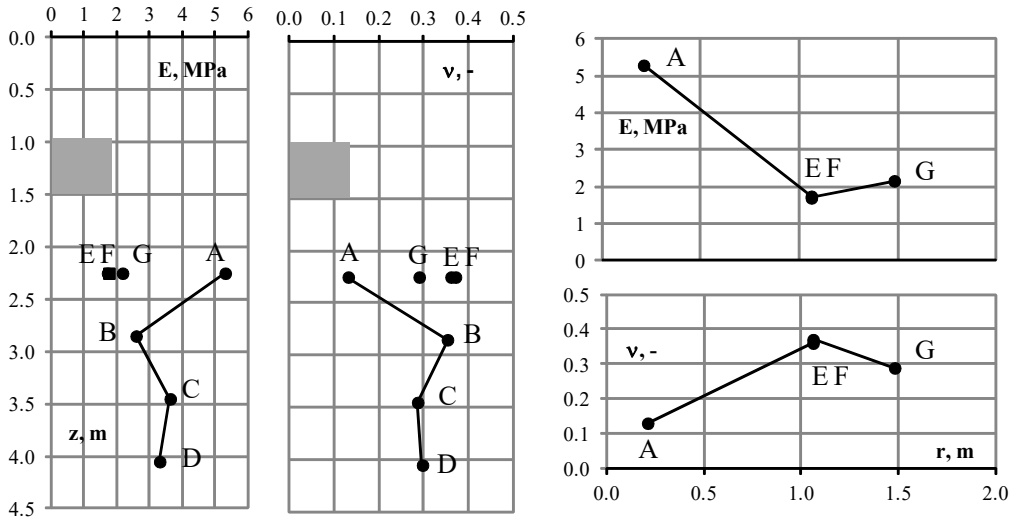 0 1 2 3 4 5 6
0.0 0.1 0.2 0.3 0.4 0.5
0.0
0.5
1.0
1.5
2.0
2.5
3.0
3.5
4.0
4.5
E, MPa
E F G A
B
C
D
z, m
ν, -
A G E F
B
C
D
6
5
4
3
2
1
0
A
E, MPa
E F
G
0.5
0.4
0.3
0.2
0.1
0.0
ν, -
G
E F
A
r, m
0.0 0.5 1.0 1.5 2.0